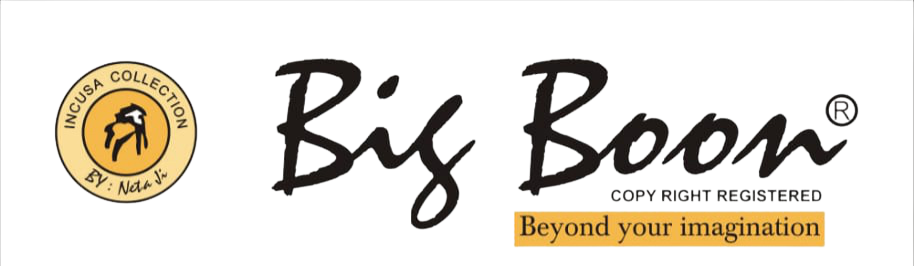 INCUSA COLLECTION
BY : Neta Ji
Big Boon®
COPY RIGHT REGISTERED
Beyond your imagination